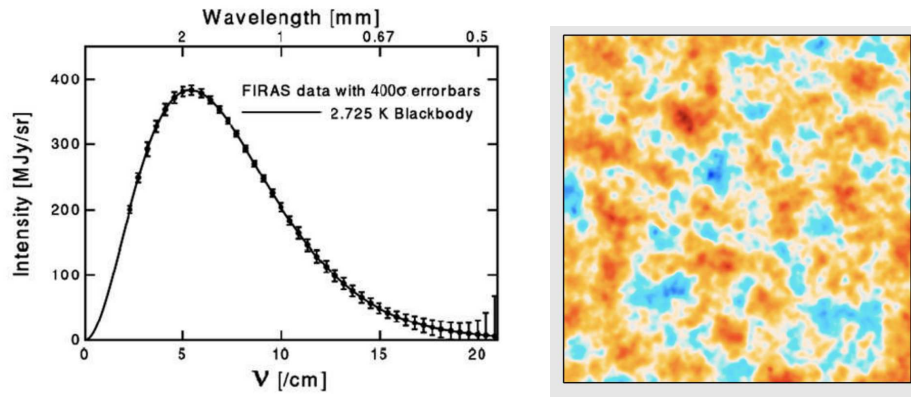 Wavelength [mm]
2 1 0.67 0.5
400
300
200
100
0
Intensity [MJy/sr]
FIRAS data with 400σ errorbars
2.725 K Blackbody
0 5 10 15 20
ν [/cm]